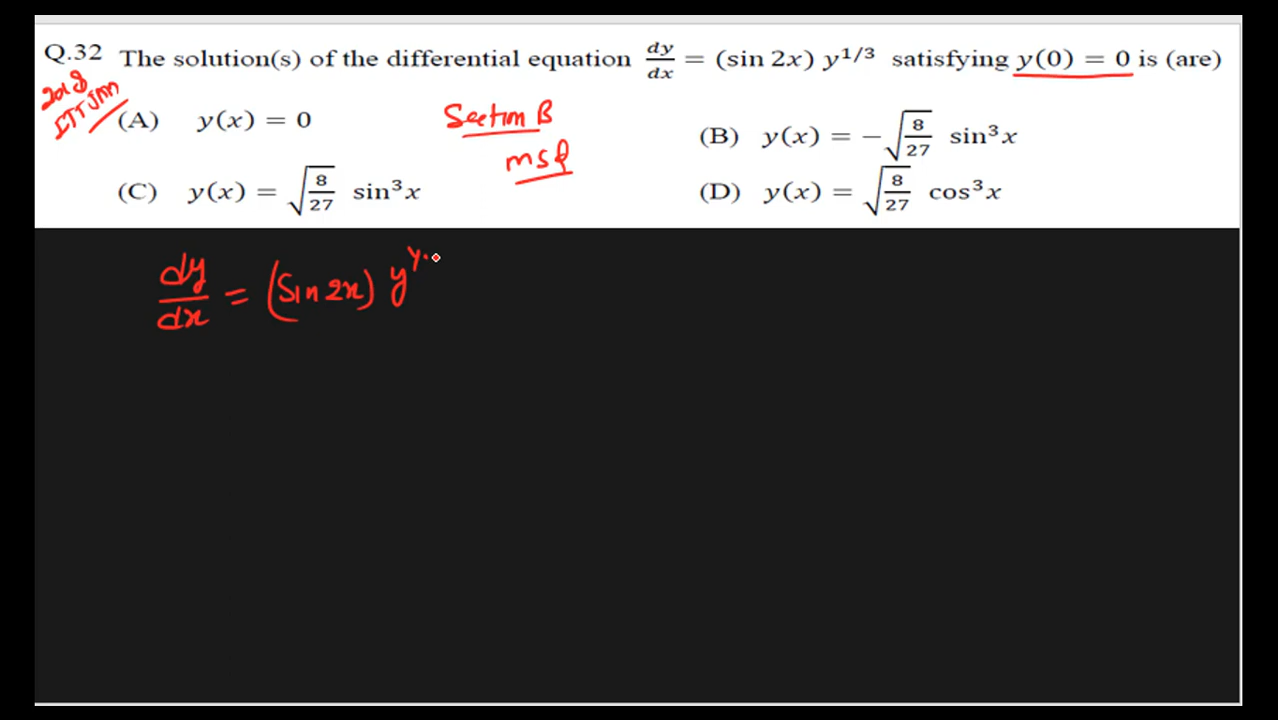 Q.32 The solution(s) of the differential equation dy/dx = (sin 2x) y^{1/3} satisfying y(0) = 0 is (are)
2018
IIT Jam
(A) y(x) = 0
Section B
MSQ
(B) y(x) = −√(8/27) sin³x
(C) y(x) = √(8/27) sin³x
(D) y(x) = √(8/27) cos³x
dy/dx = (Sin 2x) y